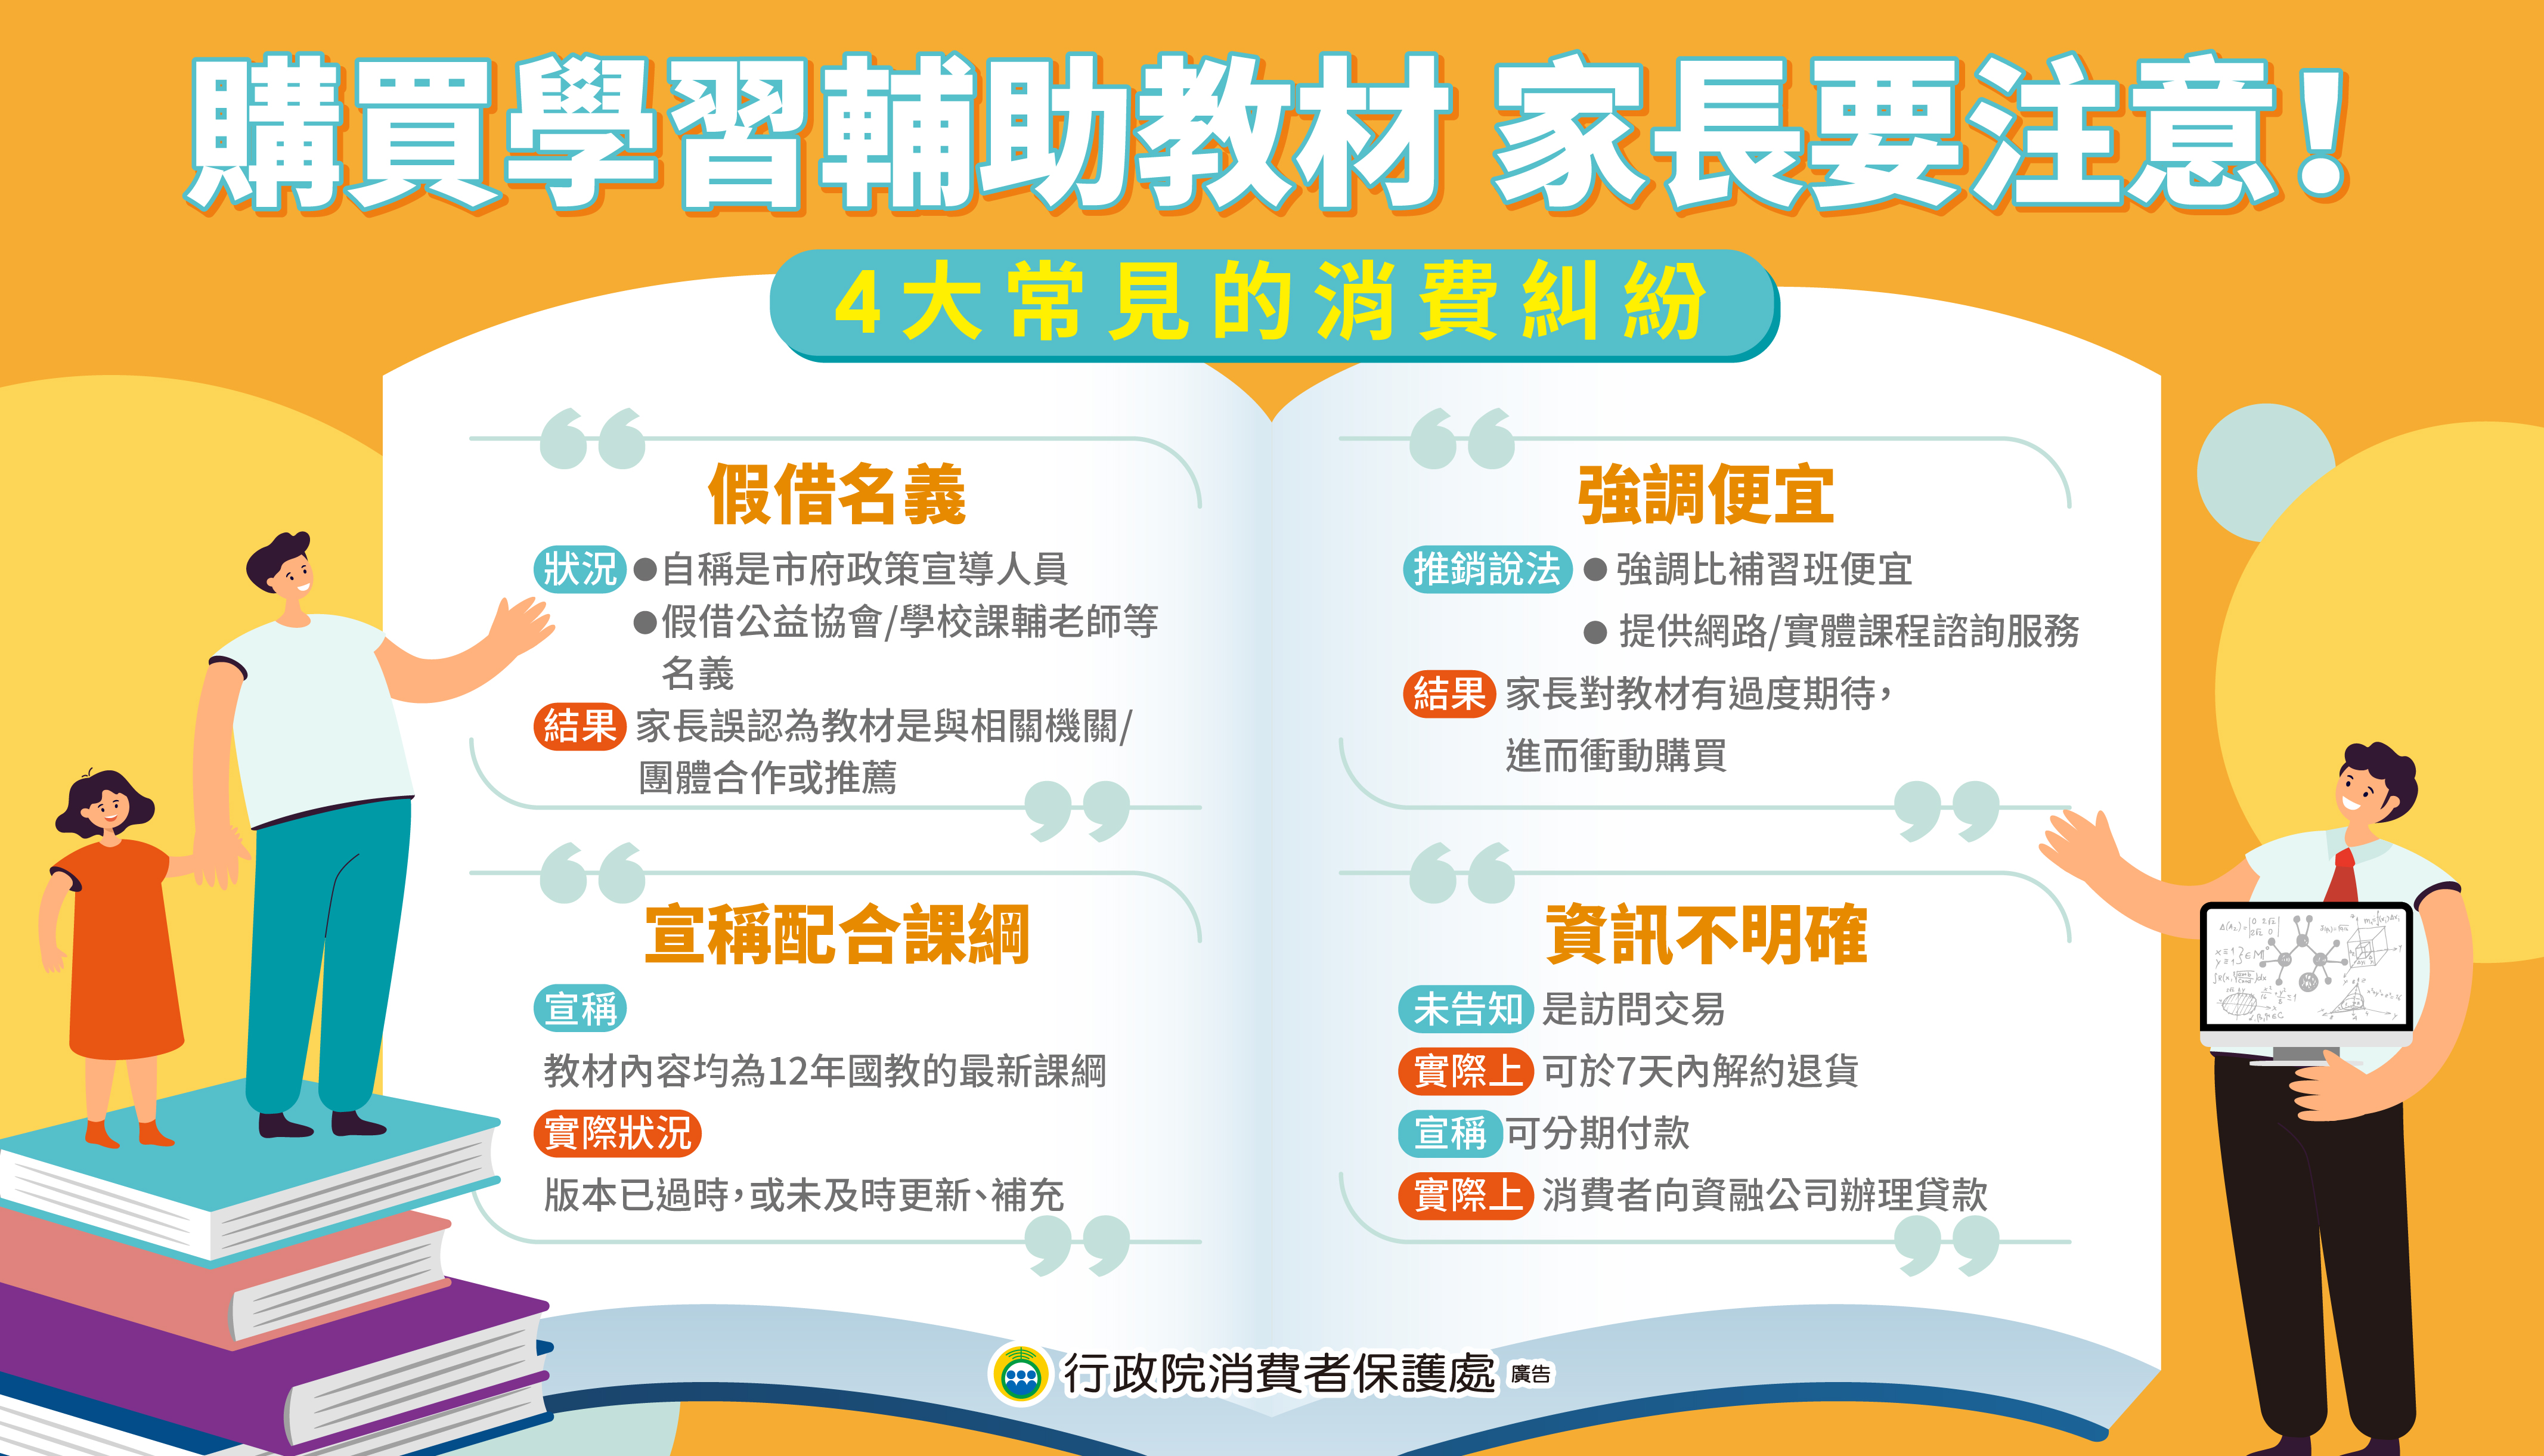 購買學習輔助教材 家長要注意!
4大常見的消費糾紛
假借名義
狀況 ●自稱是市府政策宣導人員
●假借公益協會/學校課輔老師等
名義
結果 家長誤認為教材是與相關機關/
團體合作或推薦
強調便宜
推銷說法 ● 強調比補習班便宜
● 提供網路/實體課程諮詢服務
結果 家長對教材有過度期待，
進而衝動購買
宣稱配合課綱
宣稱
教材內容均為12年國教的最新課綱
實際狀況
版本已過時，或未及時更新、補充
資訊不明確
未告知 是訪問交易
實際上 可於7天內解約退貨
宣稱 可分期付款
實際上 消費者向資融公司辦理貸款
行政院消費者保護處 廣告